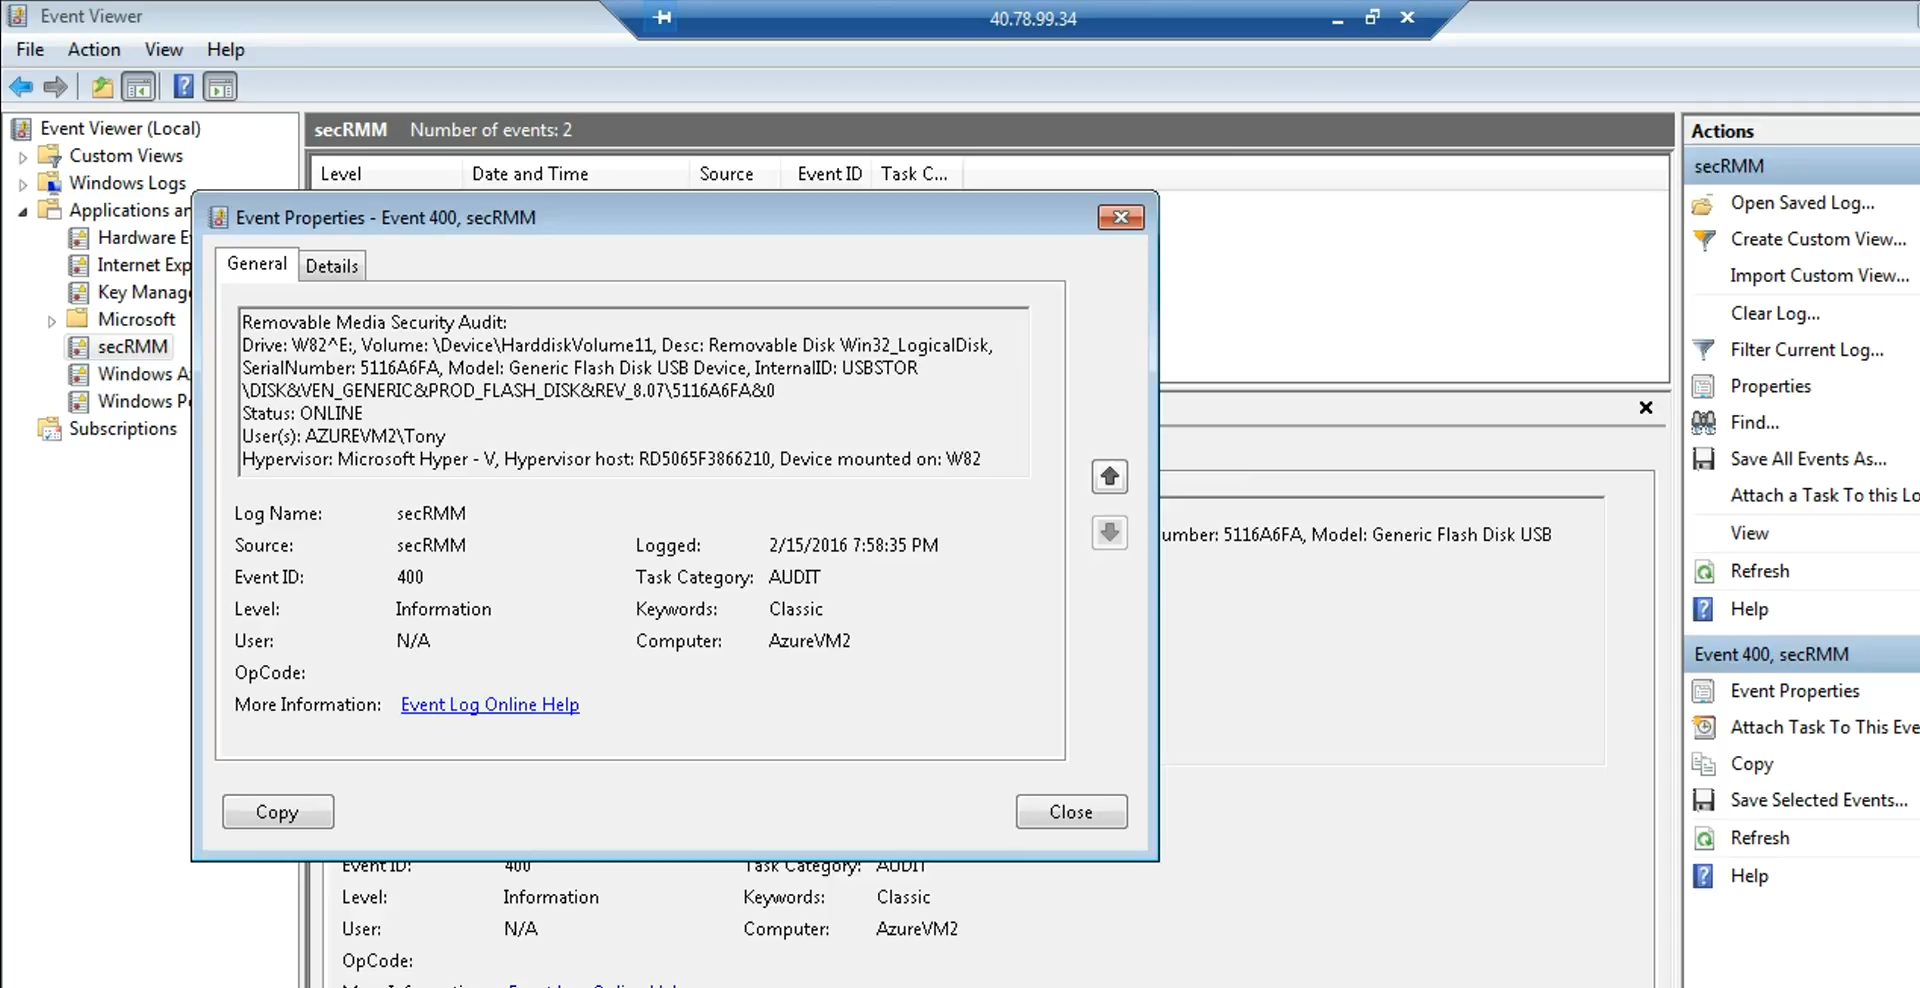 Event Viewer
40.78.99.34
File Action View Help
Event Viewer (Local)
Custom Views
Windows Logs
Applications an
Hardware E
Internet Exp
Key Manag
Microsoft
secRMM
Windows A
Windows P
Subscriptions
secRMM Number of events: 2
Level Date and Time Source Event ID Task C...
Event Properties - Event 400, secRMM
General Details
Removable Media Security Audit:
Drive: W82^E:, Volume: \Device\HarddiskVolume11, Desc: Removable Disk Win32_LogicalDisk,
SerialNumber: 5116A6FA, Model: Generic Flash Disk USB Device, InternalID: USBSTOR
\DISK&VEN_GENERIC&PROD_FLASH_DISK&REV_8.07\5116A6FA&0
Status: ONLINE
User(s): AZUREVM2\Tony
Hypervisor: Microsoft Hyper - V, Hypervisor host: RD5065F3866210, Device mounted on: W82
Log Name: secRMM
Source: secRMM Logged: 2/15/2016 7:58:35 PM
Event ID: 400 Task Category: AUDIT
Level: Information Keywords: Classic
User: N/A Computer: AzureVM2
OpCode:
More Information: Event Log Online Help
Copy Close
umber: 5116A6FA, Model: Generic Flash Disk USB
Event ID: 400 Task Category: AUDIT
Level: Information Keywords: Classic
User: N/A Computer: AzureVM2
OpCode:
Actions
secRMM
Open Saved Log...
Create Custom View...
Import Custom View...
Clear Log...
Filter Current Log...
Properties
Find...
Save All Events As...
Attach a Task To this Lo
View
Refresh
Help
Event 400, secRMM
Event Properties
Attach Task To This Eve
Copy
Save Selected Events...
Refresh
Help